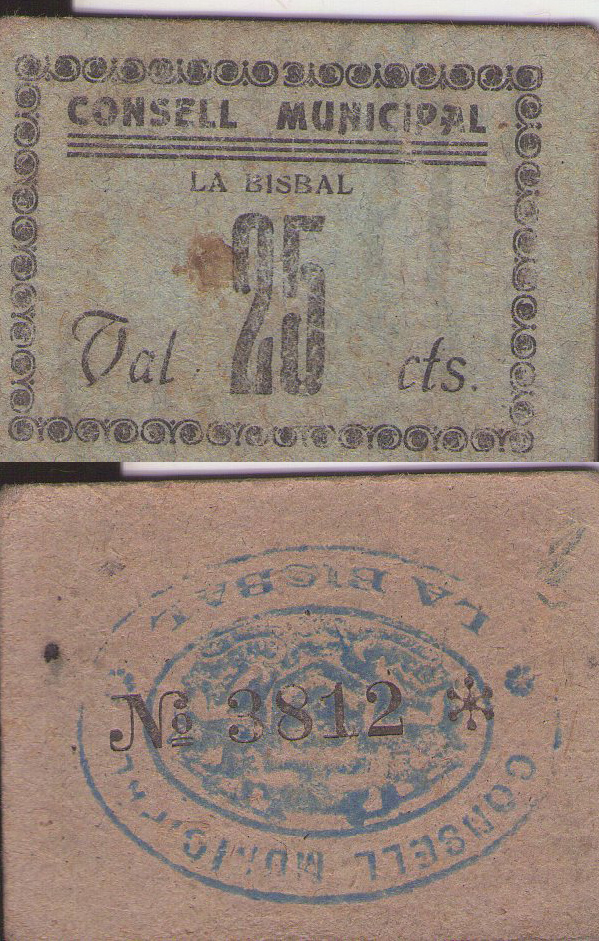 CONSELL MUNICIPAL
LA BISBAL
Val 25 cts.
LA BISBAL
Nº 3812 *
CONSELL MUNICIPAL